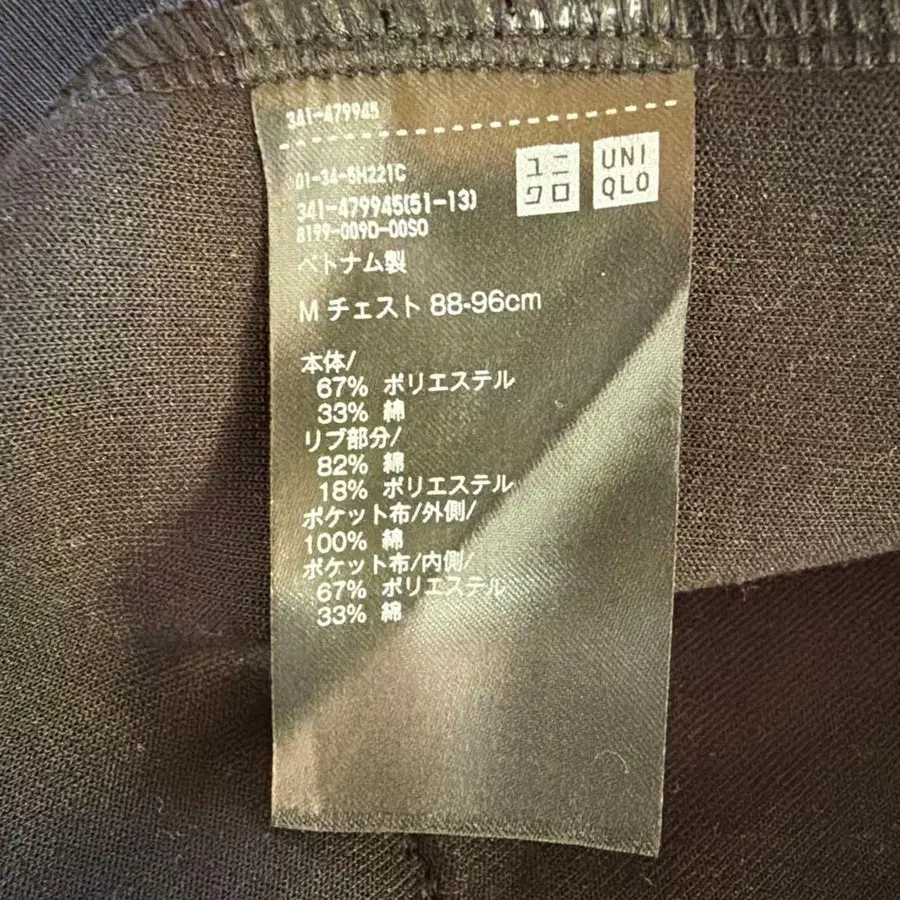 341-479945
ユニクロ
UNIQLO
01-34-5H221C
341-479945(51-13)
8199-009D-00SO
ベトナム製
M チェスト 88-96cm
本体/
67% ポリエステル
33% 綿
リブ部分/
82% 綿
18% ポリエステル
ポケット布/外側/
100% 綿
ポケット布/内側/
67% ポリエステル
33% 綿